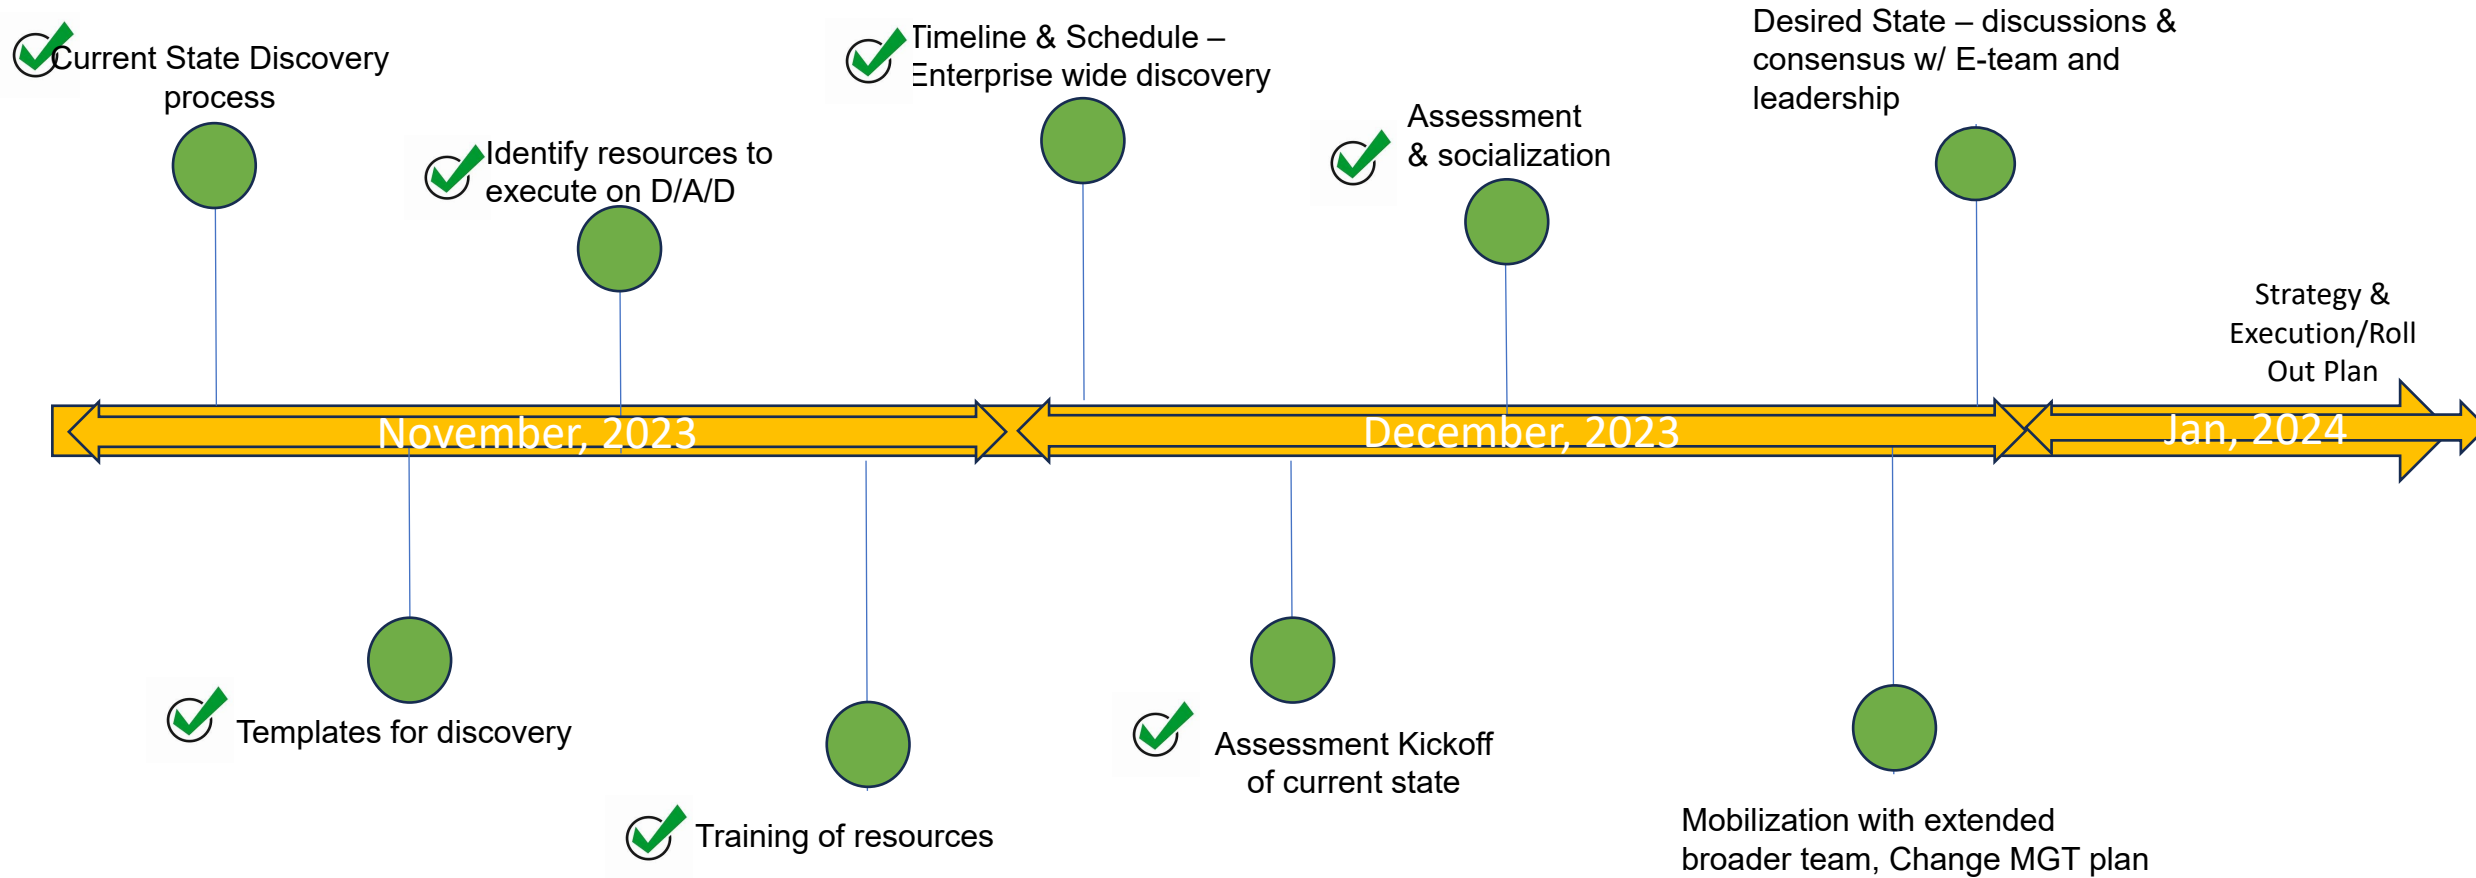 Current State Discovery
process
Identify resources to
execute on D/A/D
Timeline & Schedule –
Enterprise wide discovery
Assessment
& socialization
Desired State – discussions &
consensus w/ E-team and
leadership
Strategy &
Execution/Roll
Out Plan
November, 2023
December, 2023
Jan, 2024
Templates for discovery
Training of resources
Assessment Kickoff
of current state
Mobilization with extended
broader team, Change MGT plan